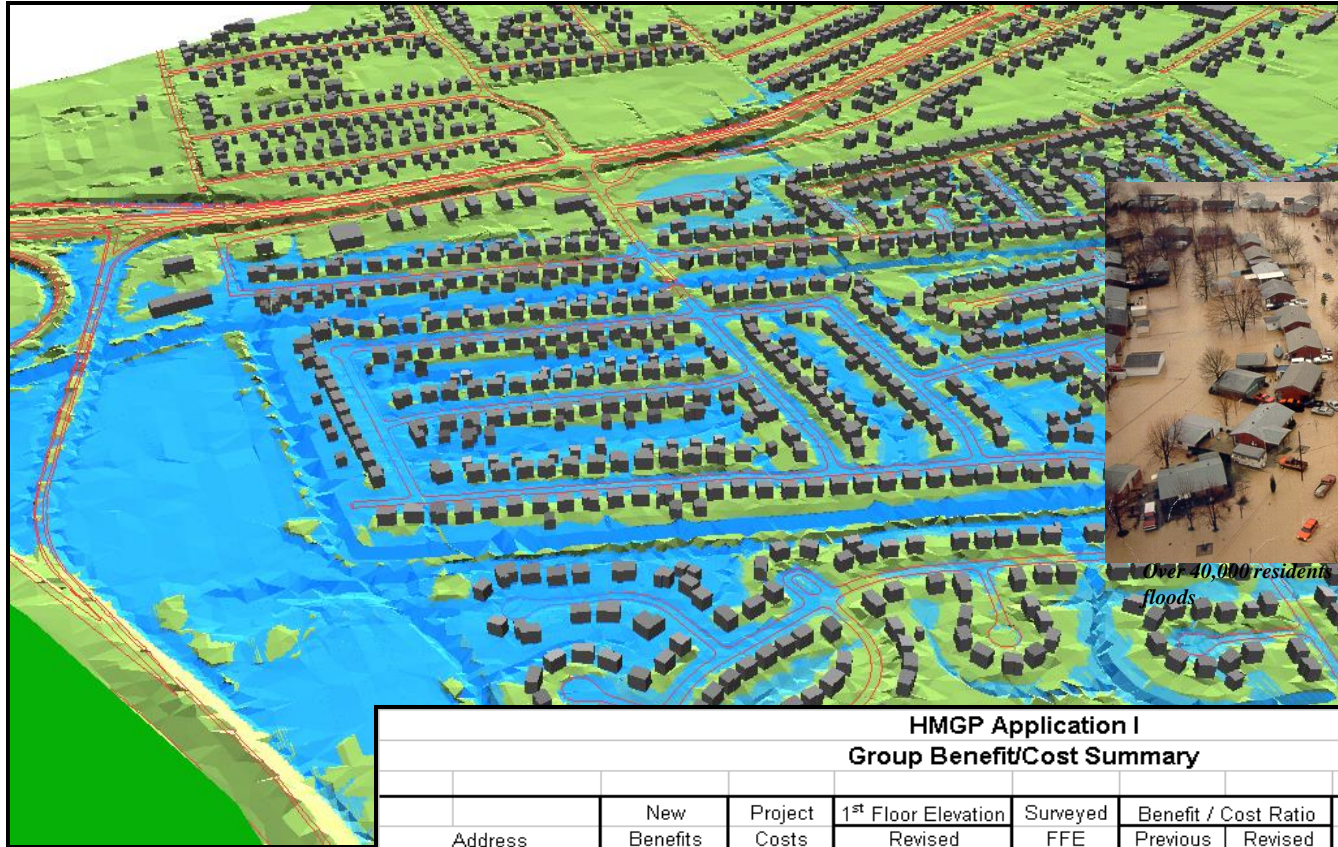 Over 40,000 residents
floods
HMGP Application I
Group Benefit/Cost Summary
New Project 1st Floor Elevation Surveyed Benefit / Cost Ratio
Address Benefits Costs Revised FFE Previous Revised